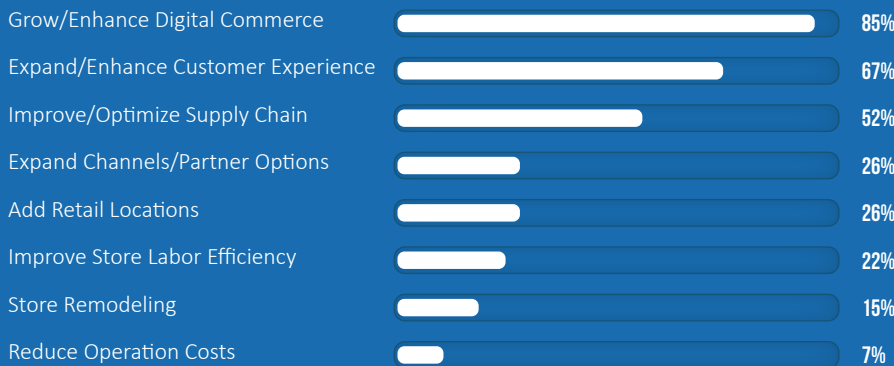 Grow/Enhance Digital Commerce 85%
Expand/Enhance Customer Experience 67%
Improve/Optimize Supply Chain 52%
Expand Channels/Partner Options 26%
Add Retail Locations 26%
Improve Store Labor Efficiency 22%
Store Remodeling 15%
Reduce Operation Costs 7%